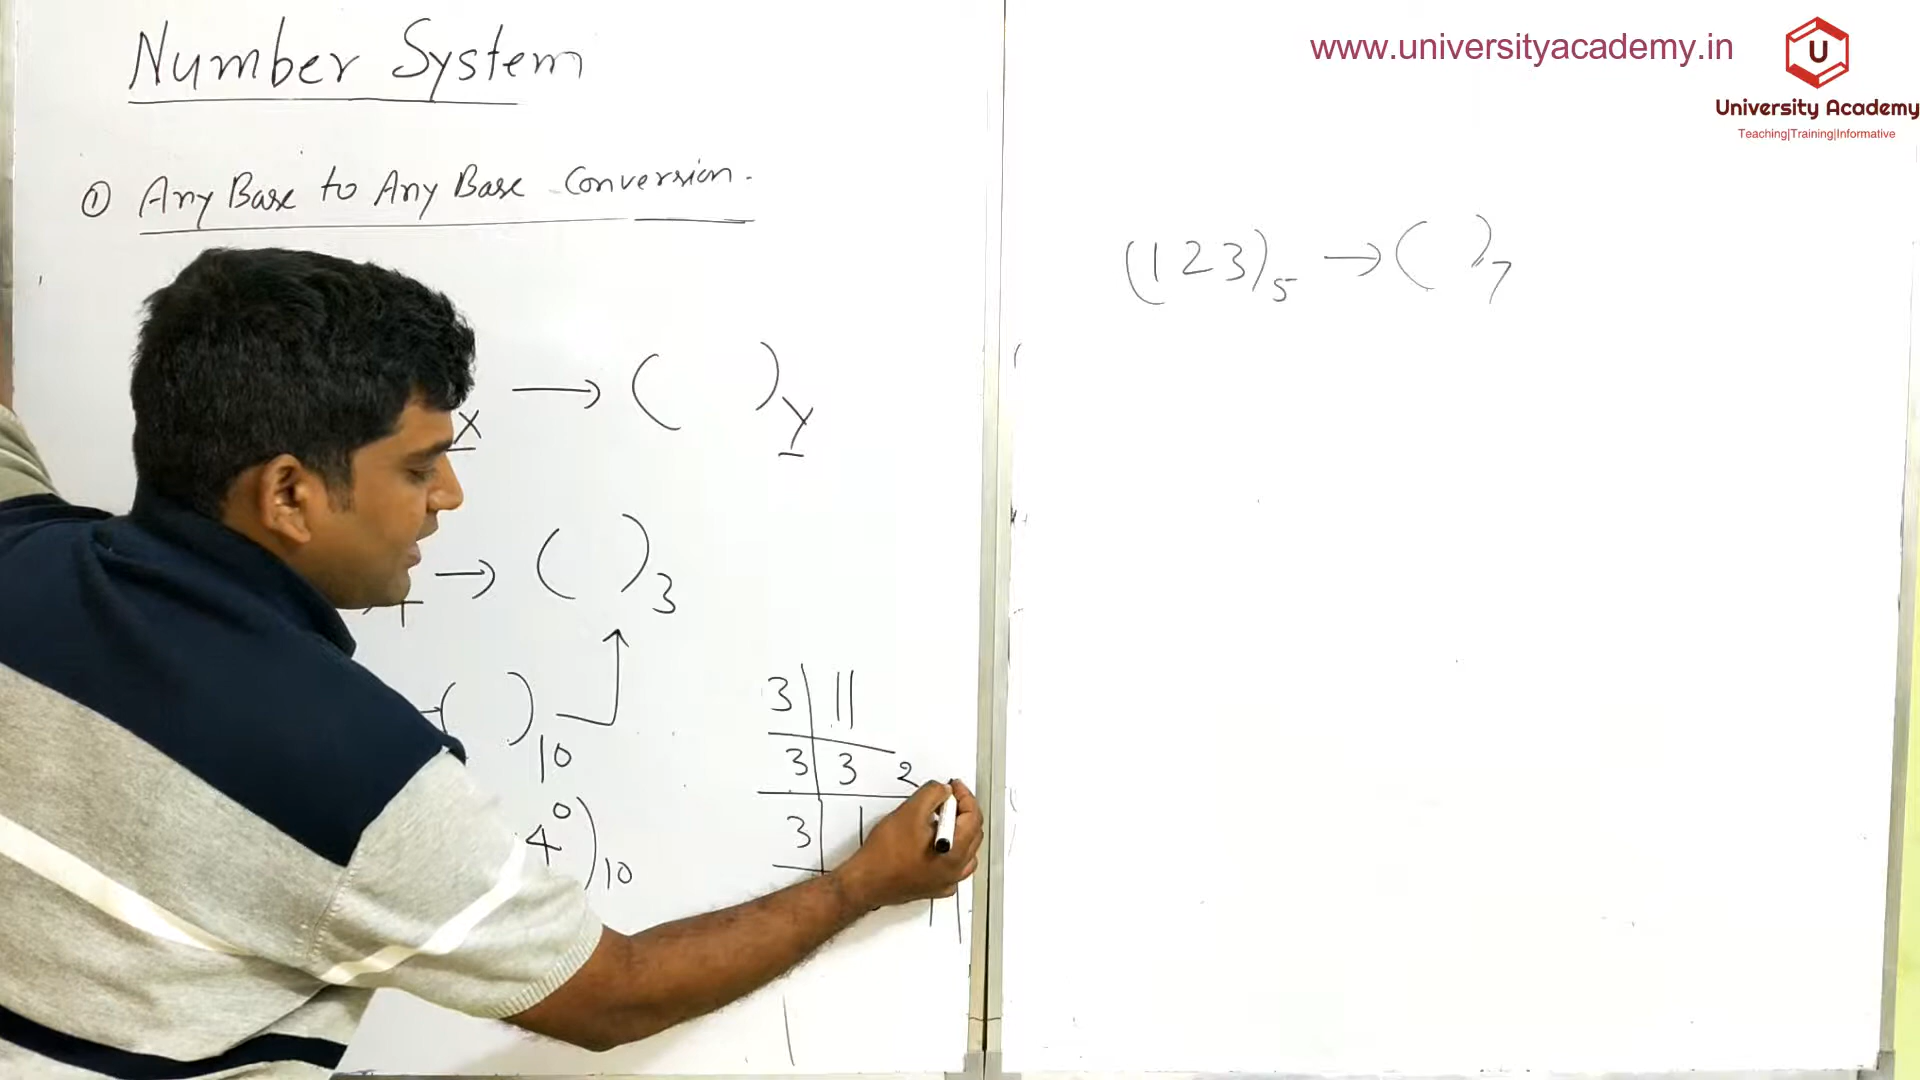 Number System
① Any Base to Any Base Conversion.
X → ( )Y
→ ( )3
( )10
4⁰)10
3 | 11
3 | 3 2
3 | 1
www.universityacademy.in
U
University Academy
Teaching|Training|Informative
(123)5 → ( )7